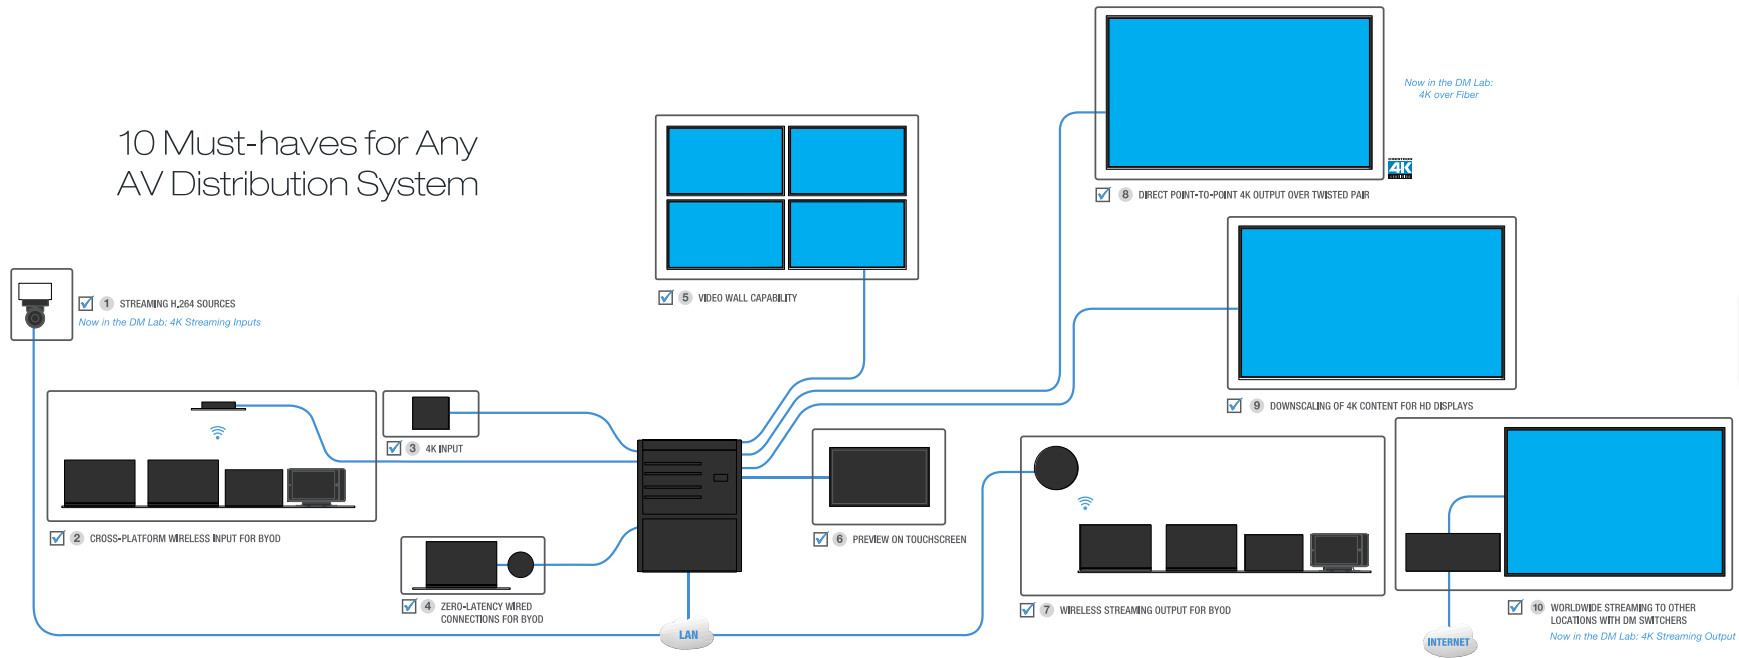 10 Must-haves for Any
AV Distribution System
1 STREAMING H.264 SOURCES
Now in the DM Lab: 4K Streaming Inputs
2 CROSS-PLATFORM WIRELESS INPUT FOR BYOD
3 4K INPUT
4 ZERO-LATENCY WIRED
CONNECTIONS FOR BYOD
5 VIDEO WALL CAPABILITY
6 PREVIEW ON TOUCHSCREEN
7 WIRELESS STREAMING OUTPUT FOR BYOD
Now in the DM Lab:
4K over Fiber
4K
8 DIRECT POINT-TO-POINT 4K OUTPUT OVER TWISTED PAIR
9 DOWNSCALING OF 4K CONTENT FOR HD DISPLAYS
10 WORLDWIDE STREAMING TO OTHER
LOCATIONS WITH DM SWITCHERS
Now in the DM Lab: 4K Streaming Output
LAN
INTERNET